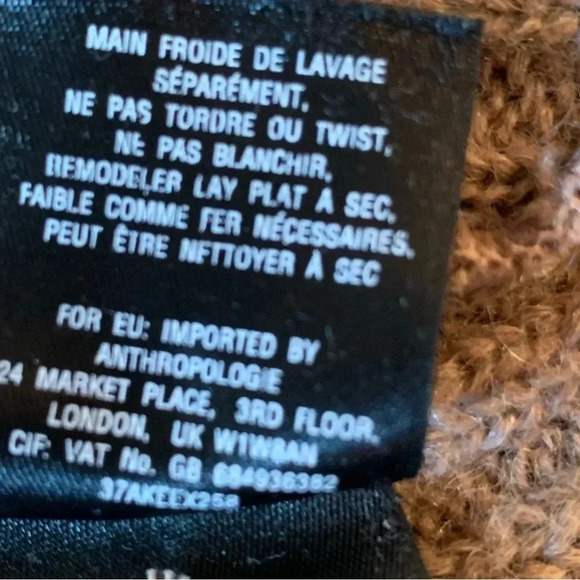 MAIN FROIDE DE LAVAGE
SÉPARÉMENT.
NE PAS TORDRE OU TWIST,
NE PAS BLANCHIR,
REMODELER LAY PLAT A SEC,
FAIBLE COMME FER NÉCESSAIRES.
PEUT ÊTRE NETTOYER À SEC
FOR EU: IMPORTED BY
ANTHROPOLOGIE
24 MARKET PLACE, 3RD FLOOR,
LONDON, UK W1W8AN
CIF: VAT No. GB 684936382
37AKEEX258